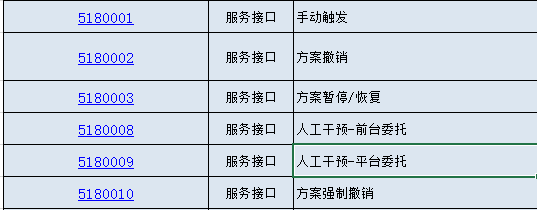 5180001 服务接口 手动触发
5180002 服务接口 方案撤销
5180003 服务接口 方案暂停/恢复
5180008 服务接口 人工干预-前台委托
5180009 服务接口 人工干预-平台委托
5180010 服务接口 方案强制撤销